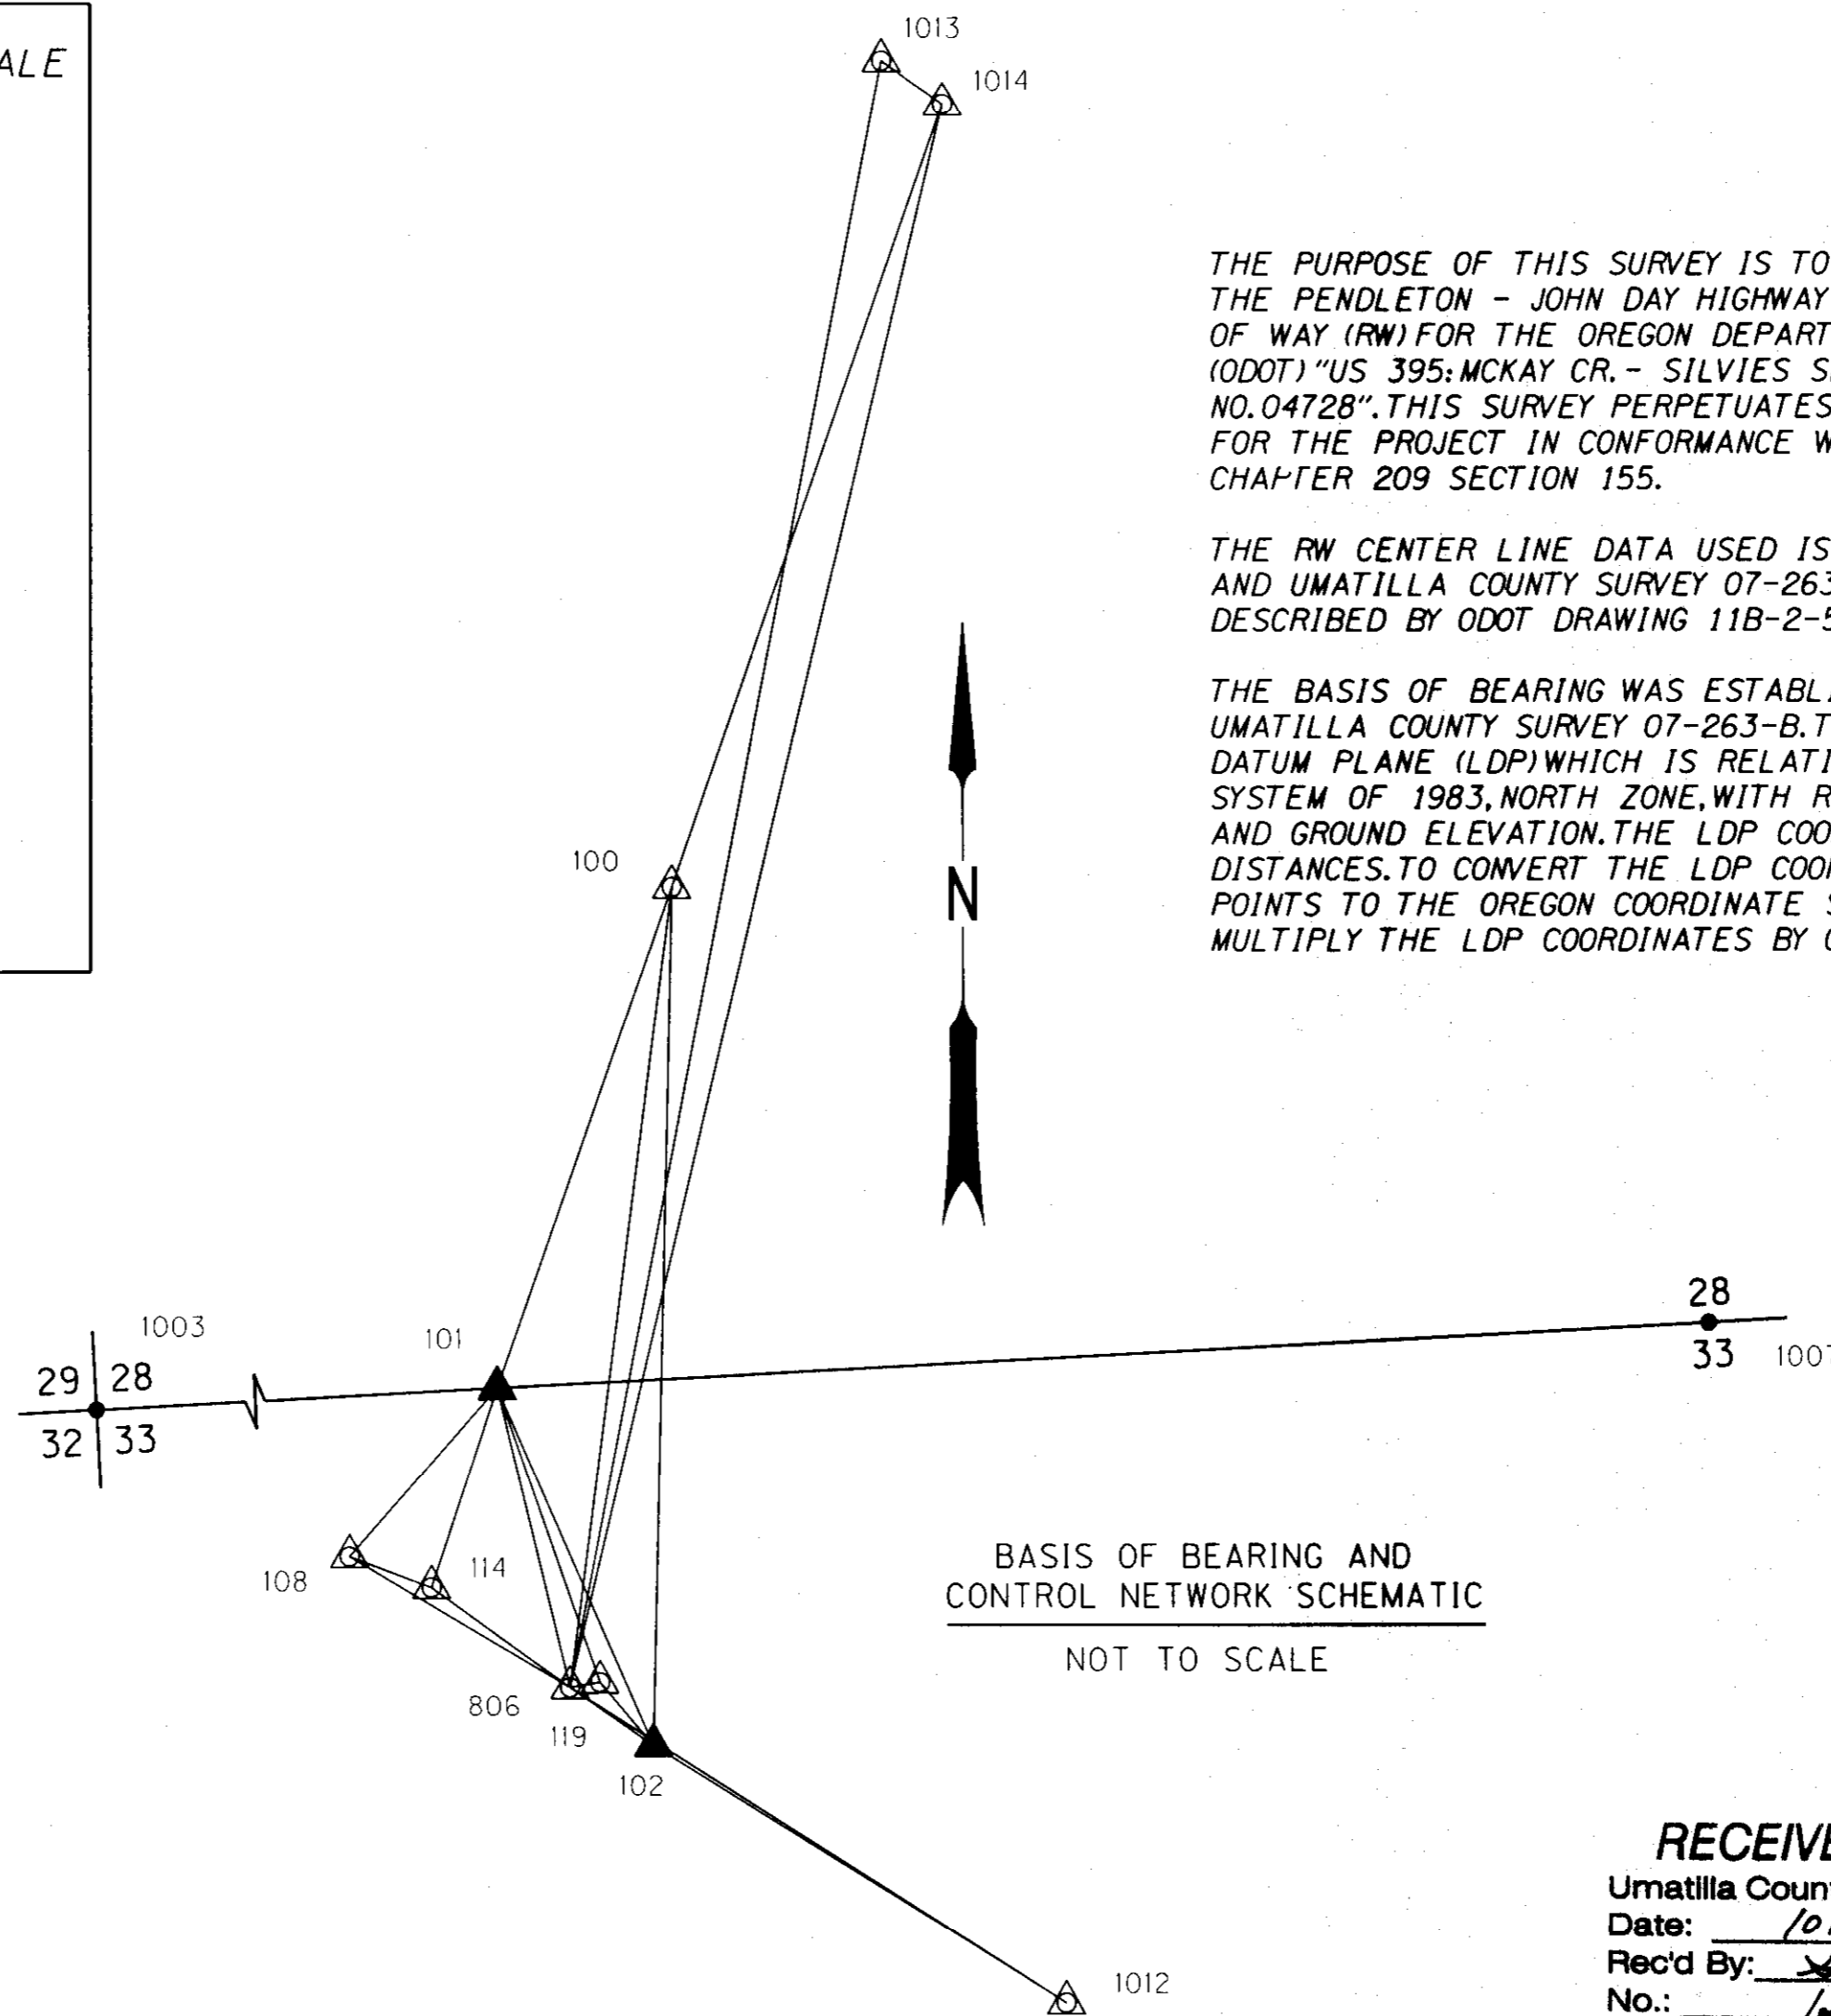 ALE
1013
1014
THE PURPOSE OF THIS SURVEY IS TO
THE PENDLETON - JOHN DAY HIGHWAY
OF WAY (RW) FOR THE OREGON DEPART
(ODOT) "US 395: MCKAY CR. - SILVIES S
NO. 04728". THIS SURVEY PERPETUATES
FOR THE PROJECT IN CONFORMANCE W
CHAPTER 209 SECTION 155.
THE RW CENTER LINE DATA USED IS
AND UMATILLA COUNTY SURVEY 07-263
DESCRIBED BY ODOT DRAWING 11B-2-5
THE BASIS OF BEARING WAS ESTABLI
UMATILLA COUNTY SURVEY 07-263-B. T
DATUM PLANE (LDP) WHICH IS RELATI
SYSTEM OF 1983, NORTH ZONE, WITH R
AND GROUND ELEVATION. THE LDP COO
DISTANCES. TO CONVERT THE LDP COOR
POINTS TO THE OREGON COORDINATE S
MULTIPLY THE LDP COORDINATES BY
100
N
28
1003
101
33 1007
29 28
32 33
108
114
BASIS OF BEARING AND
CONTROL NETWORK SCHEMATIC
NOT TO SCALE
806
119
102
RECEIVE
Umatilla Coun
Date: 10
Rec'd By:
No.:
1012